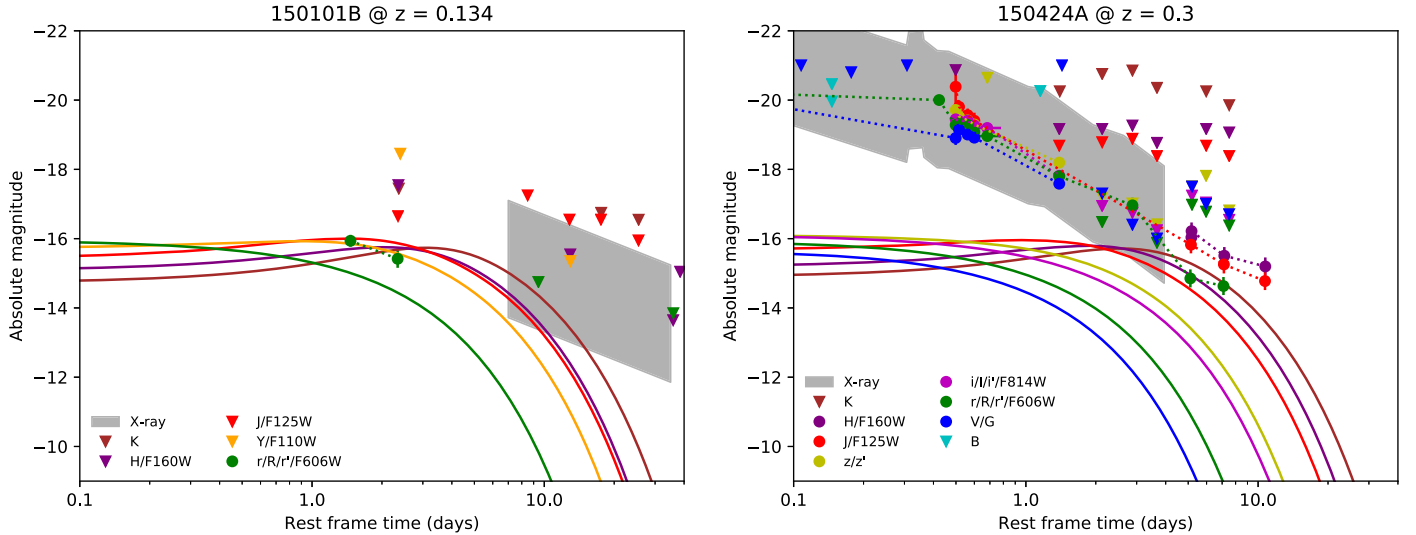 150101B @ z = 0.134
−22
−20
−18
−16
−14
−12
−10
Absolute magnitude
X-ray
K
H/F160W
J/F125W
Y/F110W
r/R/r'/F606W
0.1
1.0
10.0
Rest frame time (days)
150424A @ z = 0.3
−22
−20
−18
−16
−14
−12
−10
Absolute magnitude
X-ray
K
H/F160W
J/F125W
z/z'
i/I/i'/F814W
r/R/r'/F606W
V/G
B
0.1
1.0
10.0
Rest frame time (days)